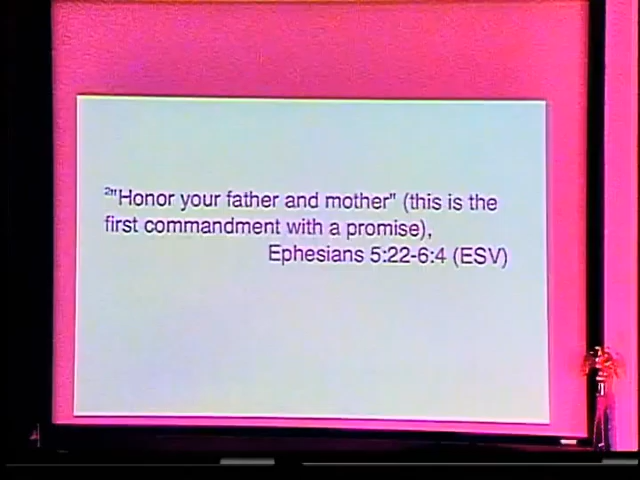 2"Honor your father and mother" (this is the
first commandment with a promise),
Ephesians 5:22-6:4 (ESV)